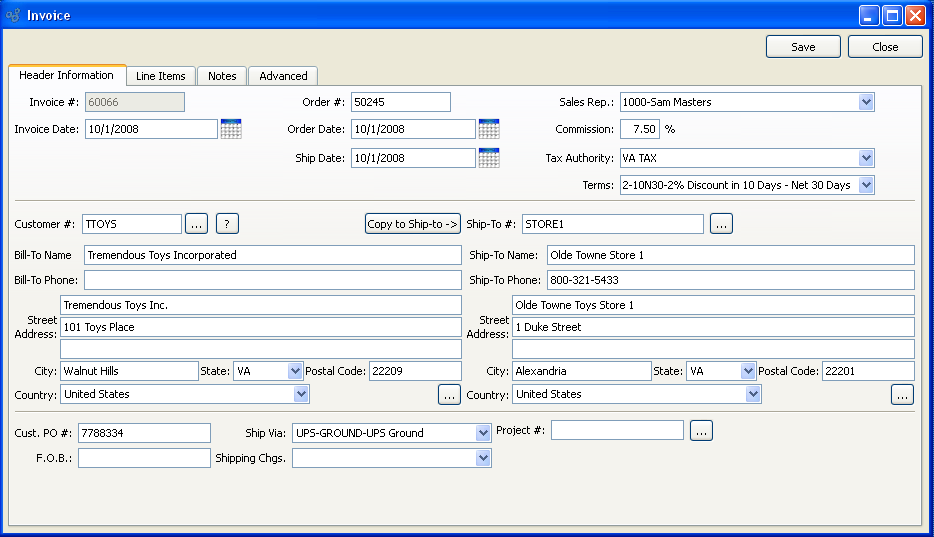 Invoice
Save Close
Header Information Line Items Notes Advanced
Invoice #: 60066 Order #: 50245 Sales Rep.: 1000-Sam Masters
Invoice Date: 10/1/2008 Order Date: 10/1/2008 Commission: 7.50 %
Ship Date: 10/1/2008 Tax Authority: VA TAX
Terms: 2-10N30-2% Discount in 10 Days - Net 30 Days
Customer #: TTOYS ... ? Copy to Ship-to -> Ship-To #: STORE1 ...
Bill-To Name Tremendous Toys Incorporated Ship-To Name: Olde Towne Store 1
Bill-To Phone: Ship-To Phone: 800-321-5433
Tremendous Toys Inc. Olde Towne Toys Store 1
Street Address: 101 Toys Place Street Address: 1 Duke Street
City: Walnut Hills State: VA Postal Code: 22209 City: Alexandria State: VA Postal Code: 22201
Country: United States ... Country: United States ...
Cust. PO #: 7788334 Ship Via: UPS-GROUND-UPS Ground Project #: ...
F.O.B.: Shipping Chgs.